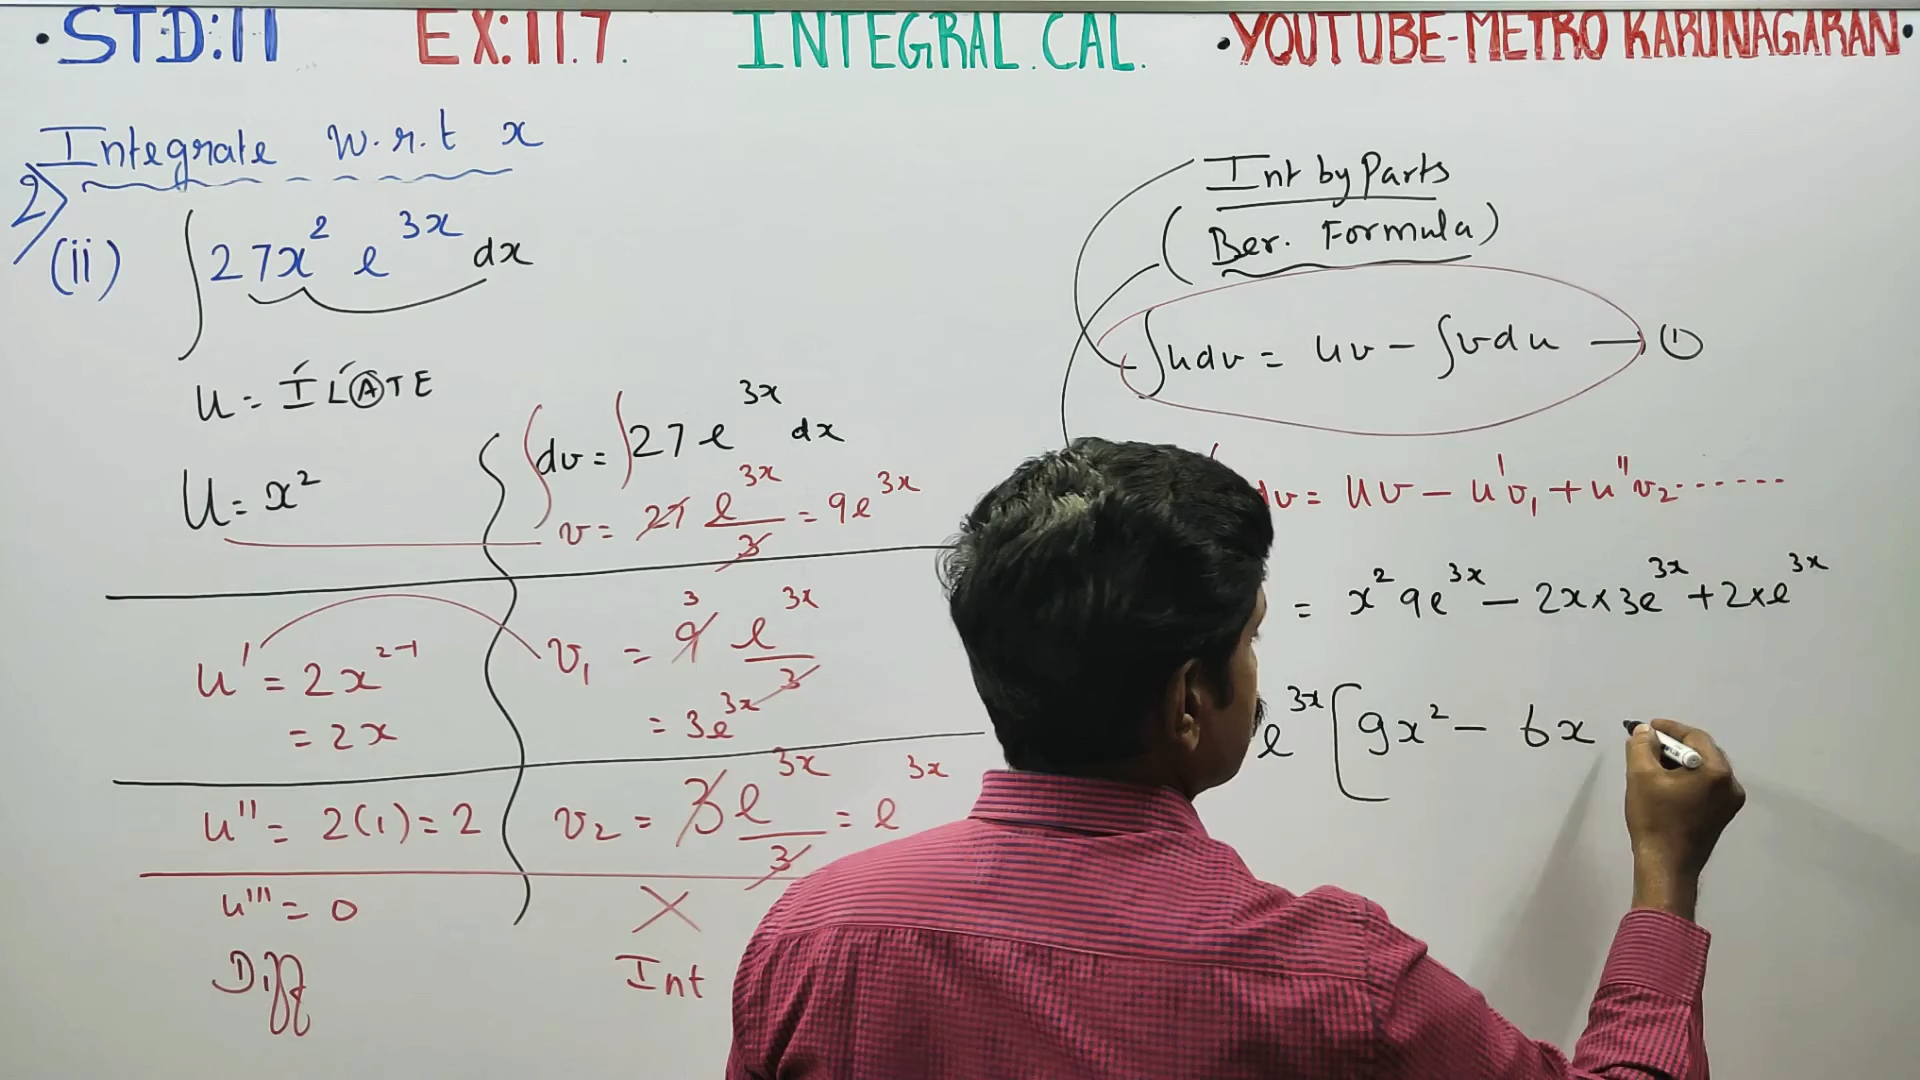 •STD:11 EX:11.7. INTEGRAL.CAL. •YOUTUBE-METRO KARUNAGARAN•
Integrate w.r.t x
2)
(ii) ∫27x² e^{3x} dx
u = ILATE
U = x²
∫dv = ∫27 e^{3x} dx
v = 27 e^{3x}/3 = 9e^{3x}
u' = 2x^{2-1}
= 2x
v₁ = 9 e^{3x}/3
3
= 3e^{3x}
u'' = 2(1) = 2
v₂ = 3e^{3x}/3 = e^{3x}
u''' = 0
X
Diff
Int
Int by Parts
(Ber. Formula)
∫udv = uv - ∫vdu — ①
dv = uv - u'v₁ + u''v₂ ......
= x² 9e^{3x} - 2x × 3e^{3x} + 2 × e^{3x}
e^{3x} [9x² - 6x